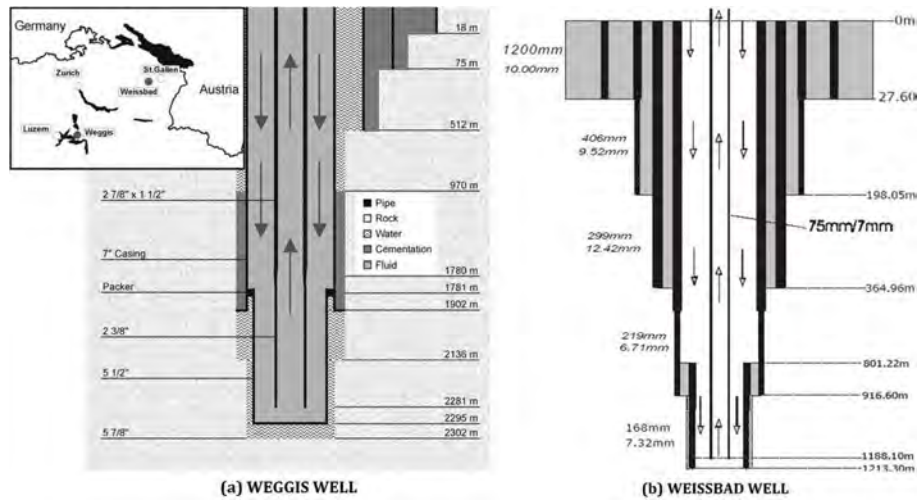 Germany
Zurich
St.Gallen
Weissbad
Austria
Luzern
Weggis
18 m
75 m
512 m
970 m
2 7/8" x 1 1/2"
Pipe
Rock
Water
Cementation
Fluid
7" Casing
1780 m
Packer
1781 m
1902 m
2 3/8"
2136 m
5 1/2"
2281 m
2295 m
5 7/8"
2302 m
(a) WEGGIS WELL
0m
1200mm
10.00mm
27.60
406mm
9.52mm
198.05m
75mm/7mm
299mm
12.42mm
364.96m
219mm
6.71mm
801.22m
916.60m
168mm
7.32mm
1188.10m
1213.30m
(b) WEISSBAD WELL